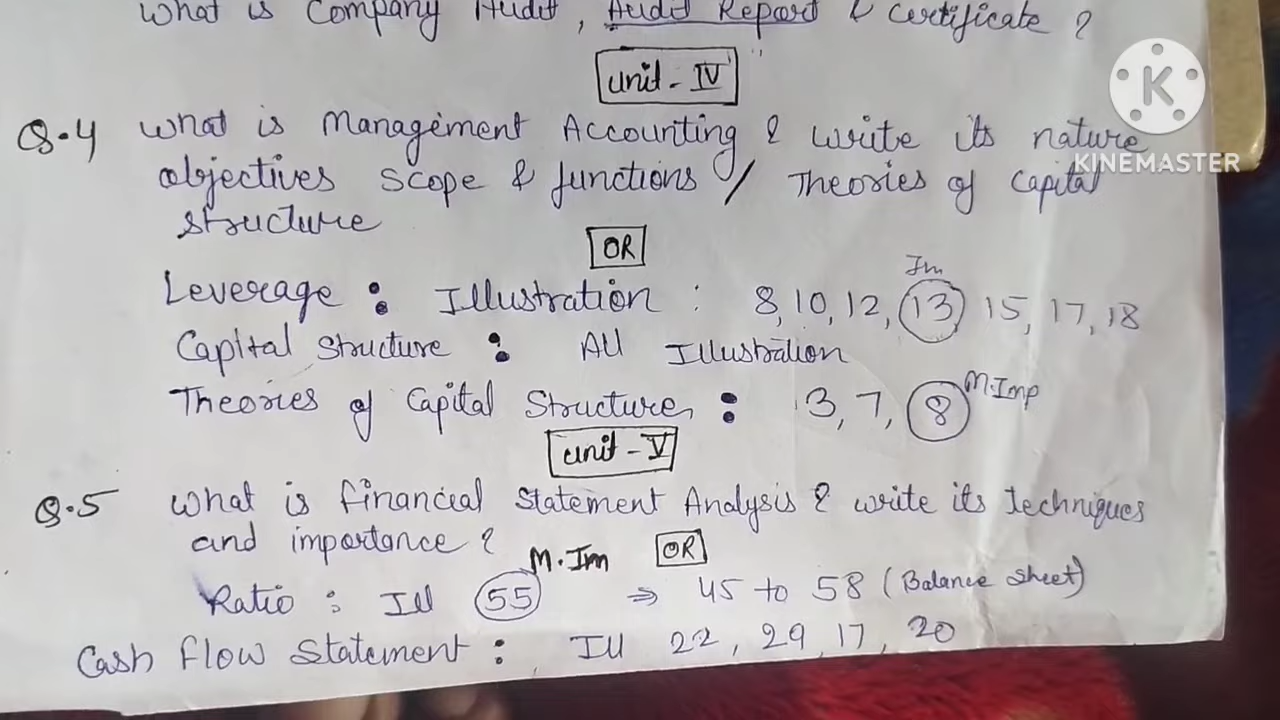 What is Company Audit, Audit Report & Certificate ?
Unit - IV
Q.4 What is Management Accounting ? write its nature
objectives scope & functions / Theories of Capital
structure
OR
Im
Leverage : Illustration : 8, 10, 12, 13 15, 17, 18
Capital Structure : All Illustration
Theories of Capital Structure : 3, 7, 8 M.Imp
Unit - V
Q.5 What is financial Statement Analysis ? write its techniques
and importance ?
M.Im OR
Ratio : Ill 55 ⇒ 45 to 58 (Balance Sheet)
Cash Flow Statement : Ill 22, 29, 17, 20
K
KINEMASTER